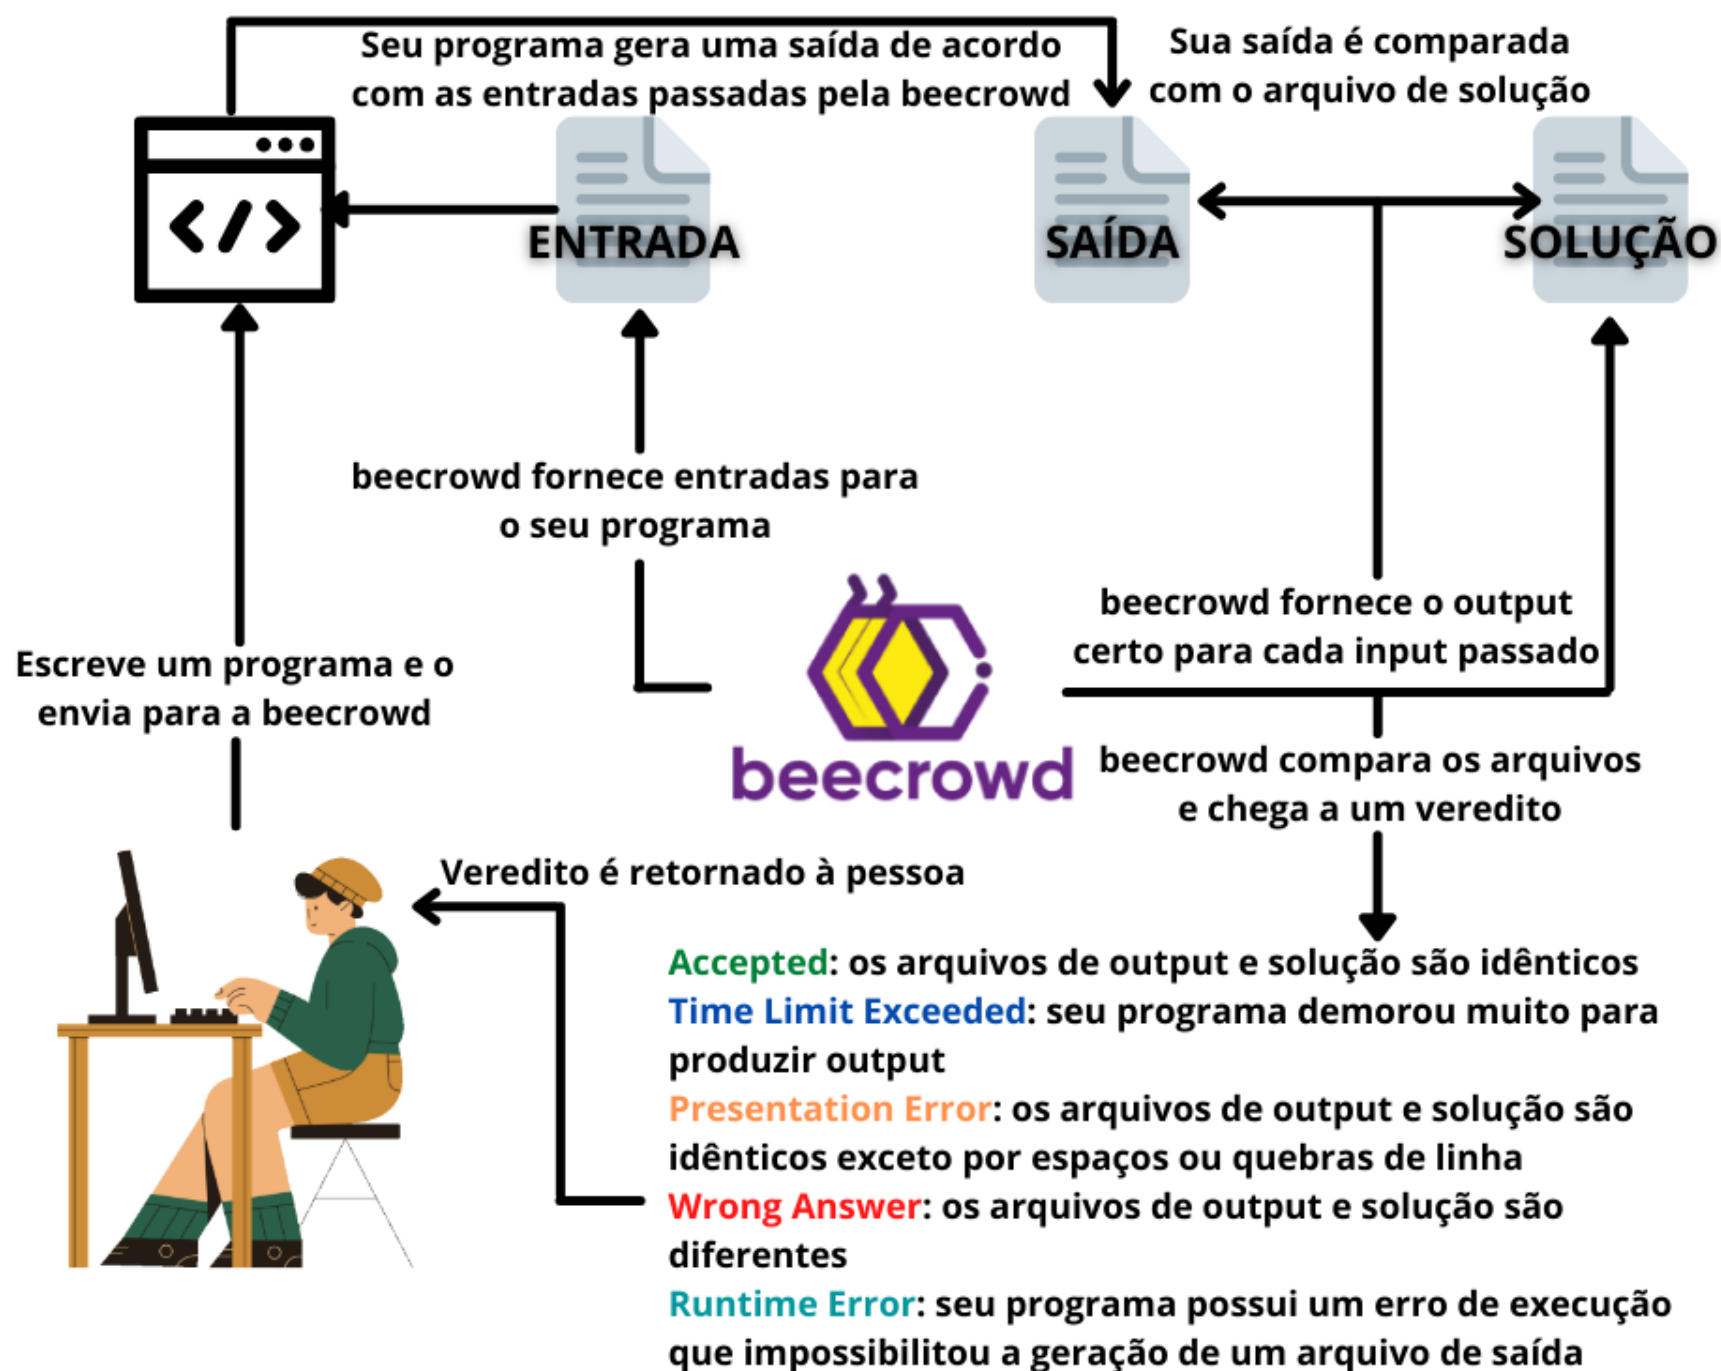 Seu programa gera uma saída de acordo
com as entradas passadas pela beecrowd
Sua saída é comparada
com o arquivo de solução
</>
ENTRADA
SAÍDA
SOLUÇÃO
beecrowd fornece entradas para
o seu programa
beecrowd fornece o output
certo para cada input passado
Escreve um programa e o
envia para a beecrowd
beecrowd
beecrowd compara os arquivos
e chega a um veredito
Veredito é retornado à pessoa
Accepted: os arquivos de output e solução são idênticos
Time Limit Exceeded: seu programa demorou muito para
produzir output
Presentation Error: os arquivos de output e solução são
idênticos exceto por espaços ou quebras de linha
Wrong Answer: os arquivos de output e solução são
diferentes
Runtime Error: seu programa possui um erro de execução
que impossibilitou a geração de um arquivo de saída